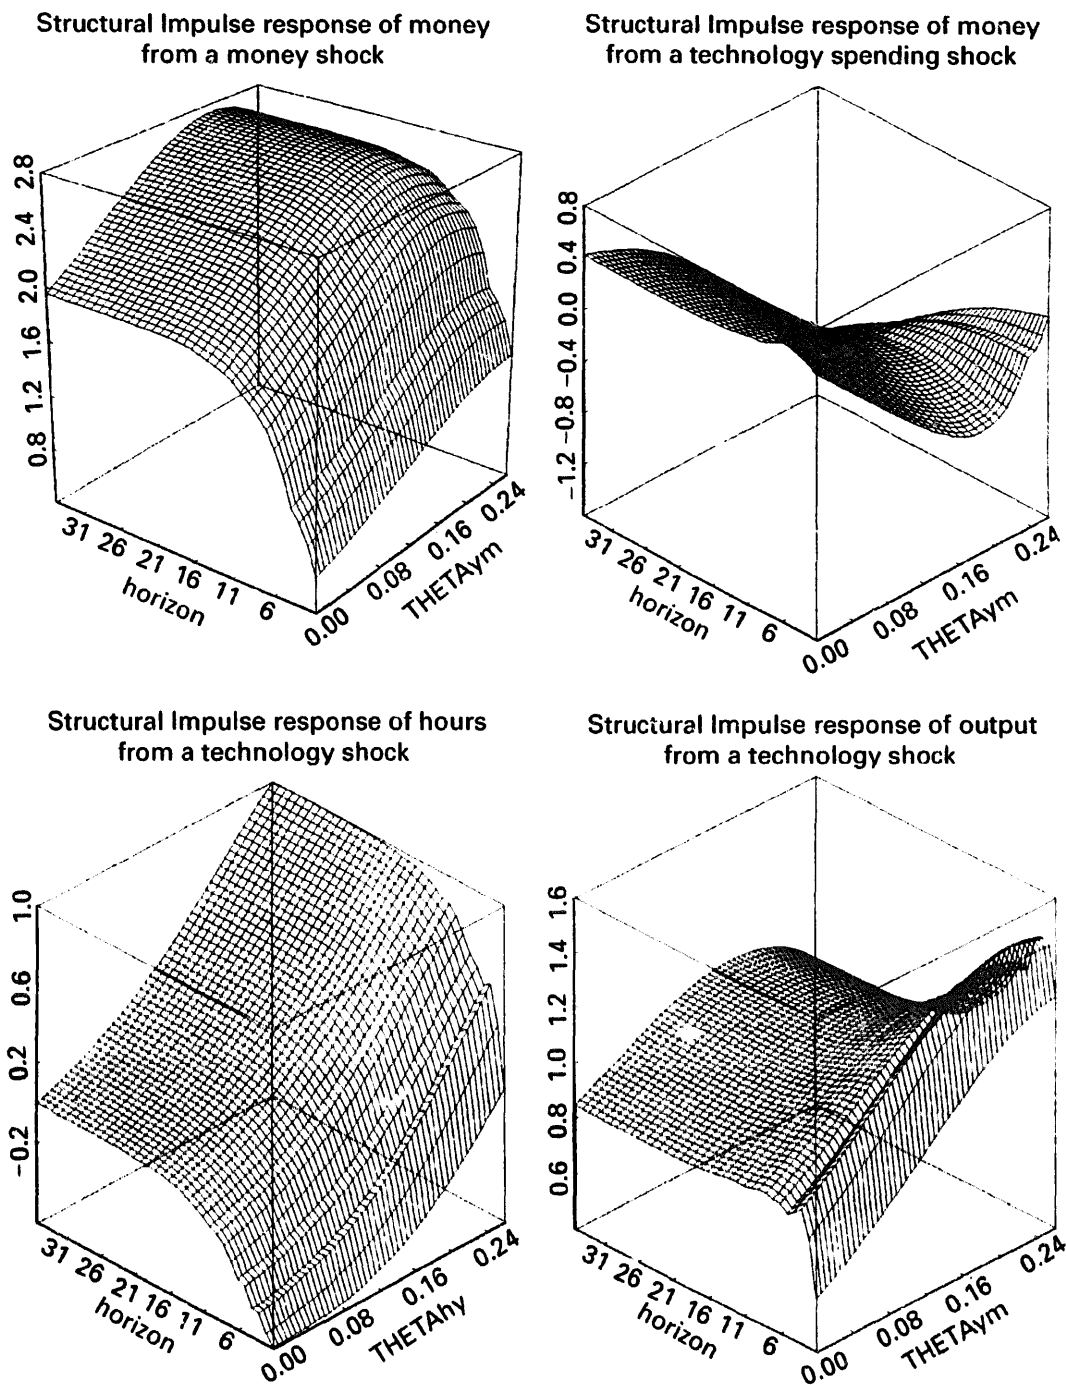 Structural Impulse response of money
from a money shock
2.8
2.4
2.0
1.6
1.2
0.8
31 26 21 16 11 6
horizon
0.00 0.08 0.16 0.24
THETAym
Structural Impulse response of money
from a technology spending shock
0.8
0.4
0.0
-0.4
-0.8
-1.2
31 26 21 16 11 6
horizon
0.00 0.08 0.16 0.24
THETAym
Structural Impulse response of hours
from a technology shock
1.0
0.6
0.2
-0.2
31 26 21 16 11 6
horizon
0.00 0.08 0.16 0.24
THETAhy
Structural Impulse response of output
from a technology shock
1.6
1.4
1.2
1.0
0.8
0.6
31 26 21 16 11 6
horizon
0.00 0.08 0.16 0.24
THETAym